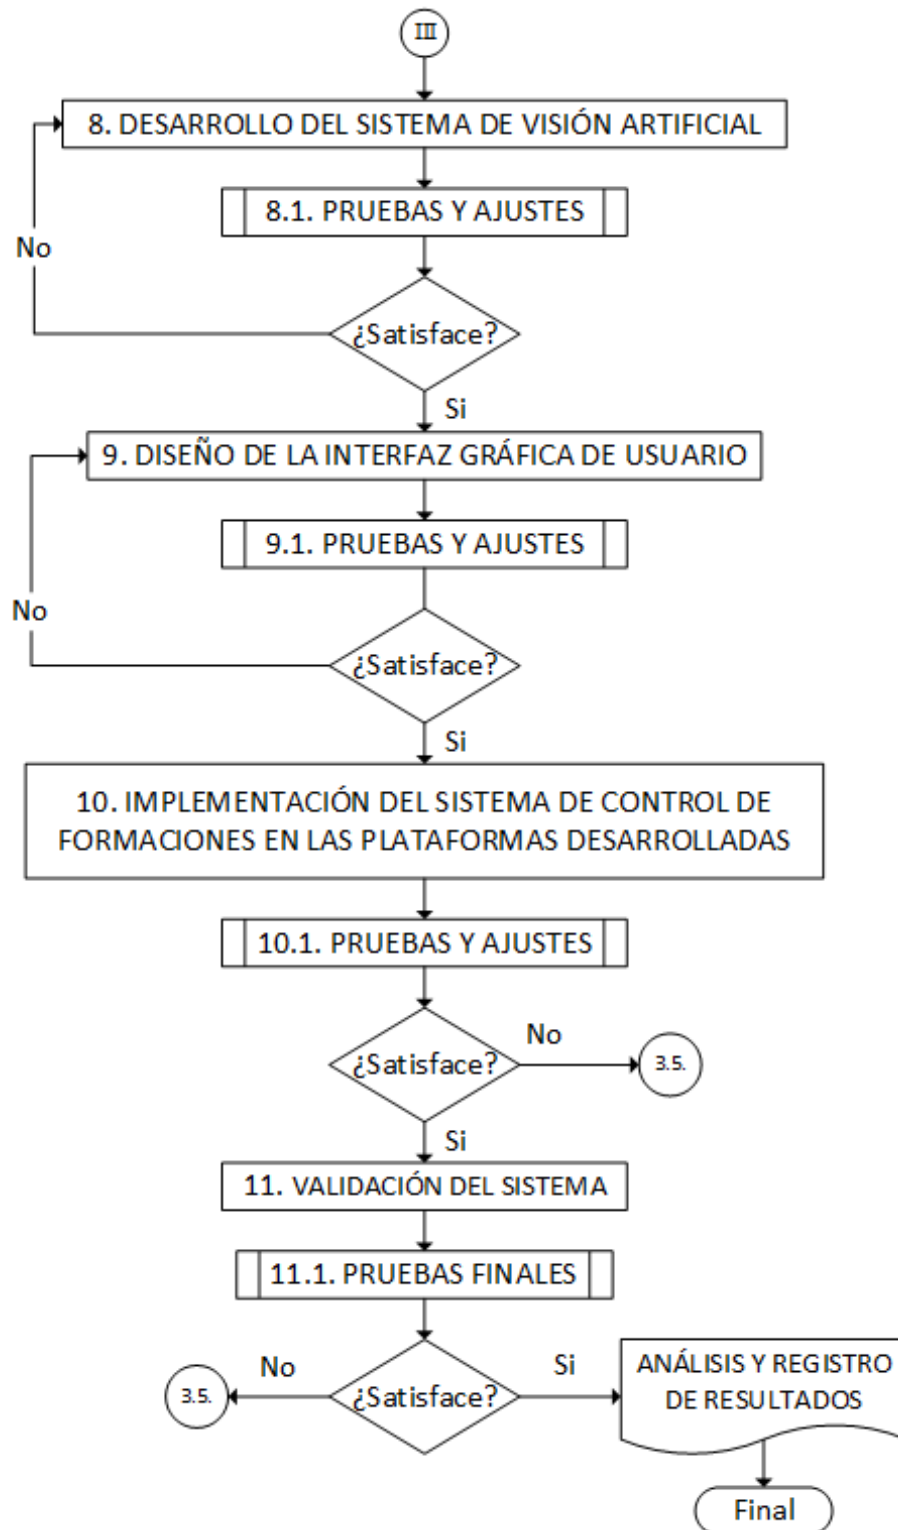 III
8. DESARROLLO DEL SISTEMA DE VISIÓN ARTIFICIAL
8.1. PRUEBAS Y AJUSTES
No
¿Satisface?
Si
9. DISEÑO DE LA INTERFAZ GRÁFICA DE USUARIO
9.1. PRUEBAS Y AJUSTES
No
¿Satisface?
Si
10. IMPLEMENTACIÓN DEL SISTEMA DE CONTROL DE
FORMACIONES EN LAS PLATAFORMAS DESARROLLADAS
10.1. PRUEBAS Y AJUSTES
No
¿Satisface?
3.5.
Si
11. VALIDACIÓN DEL SISTEMA
11.1. PRUEBAS FINALES
No
Si
3.5.
¿Satisface?
ANÁLISIS Y REGISTRO
DE RESULTADOS
Final